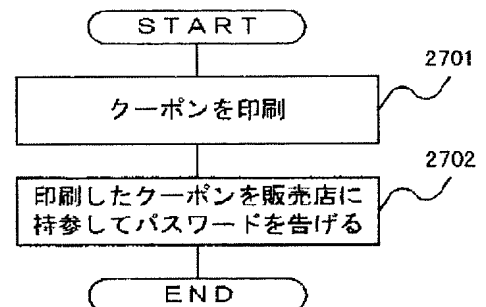 START
2701
クーポンを印刷
2702
印刷したクーポンを販売店に
持参してパスワードを告げる
END